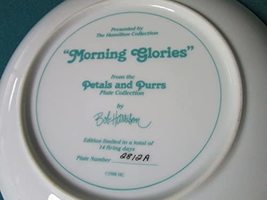 Presented by
The Hamilton Collection
"Morning Glories"
from the
Petals and Purrs
Plate Collection
by
Bob Harrison
Edition limited to a total of
14 firing days
Plate Number 2812A